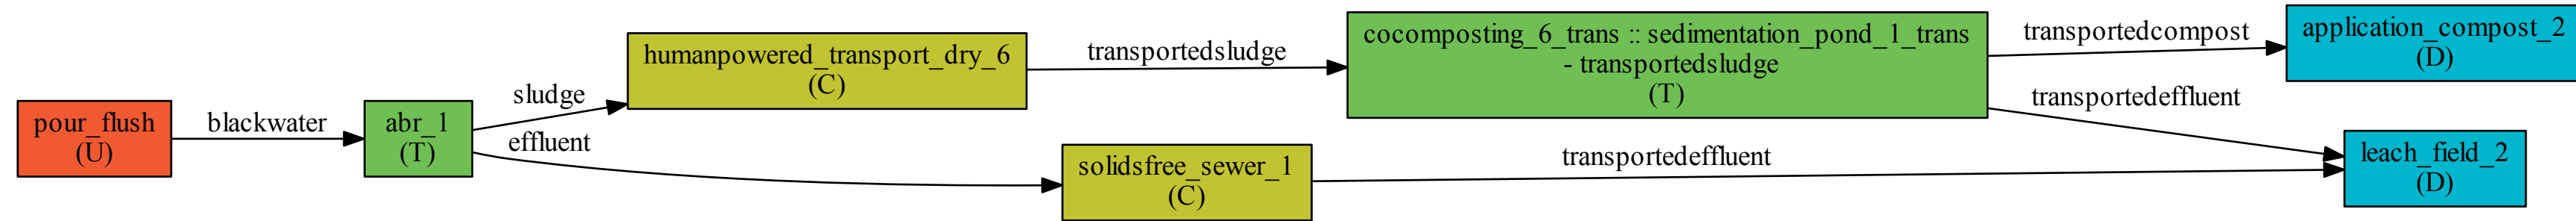 pour_flush
(U)
blackwater
abr_1
(T)
sludge
effluent
humanpowered_transport_dry_6
(C)
transportedsludge
solidsfree_sewer_1
(C)
cocomposting_6_trans :: sedimentation_pond_1_trans
- transportedsludge
(T)
transportedeffluent
transportedcompost
transportedeffluent
application_compost_2
(D)
leach_field_2
(D)